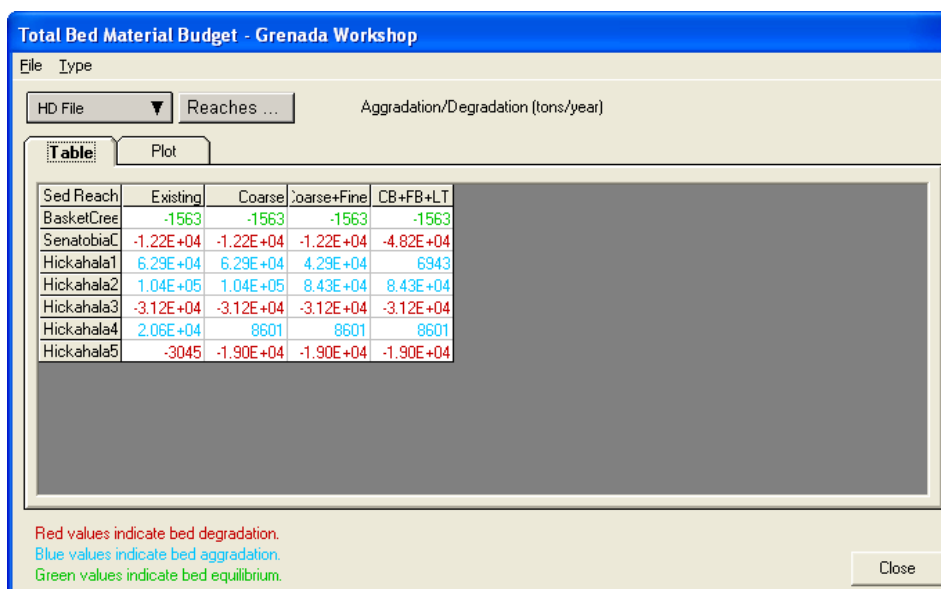 Total Bed Material Budget - Grenada Workshop
File Type
HD File ▼ Reaches ... Aggradation/Degradation (tons/year)
Table Plot
Sed Reach Existing Coarse Coarse+Fine CB+FB+LT
BasketCree -1563 -1563 -1563 -1563
SenatobiaC -1.22E+04 -1.22E+04 -1.22E+04 -4.82E+04
Hickahala1 6.29E+04 6.29E+04 4.29E+04 6943
Hickahala2 1.04E+05 1.04E+05 8.43E+04 8.43E+04
Hickahala3 -3.12E+04 -3.12E+04 -3.12E+04 -3.12E+04
Hickahala4 2.06E+04 8601 8601 8601
Hickahala5 -3045 -1.90E+04 -1.90E+04 -1.90E+04
Red values indicate bed degradation.
Blue values indicate bed aggradation.
Green values indicate bed equilibrium.
Close